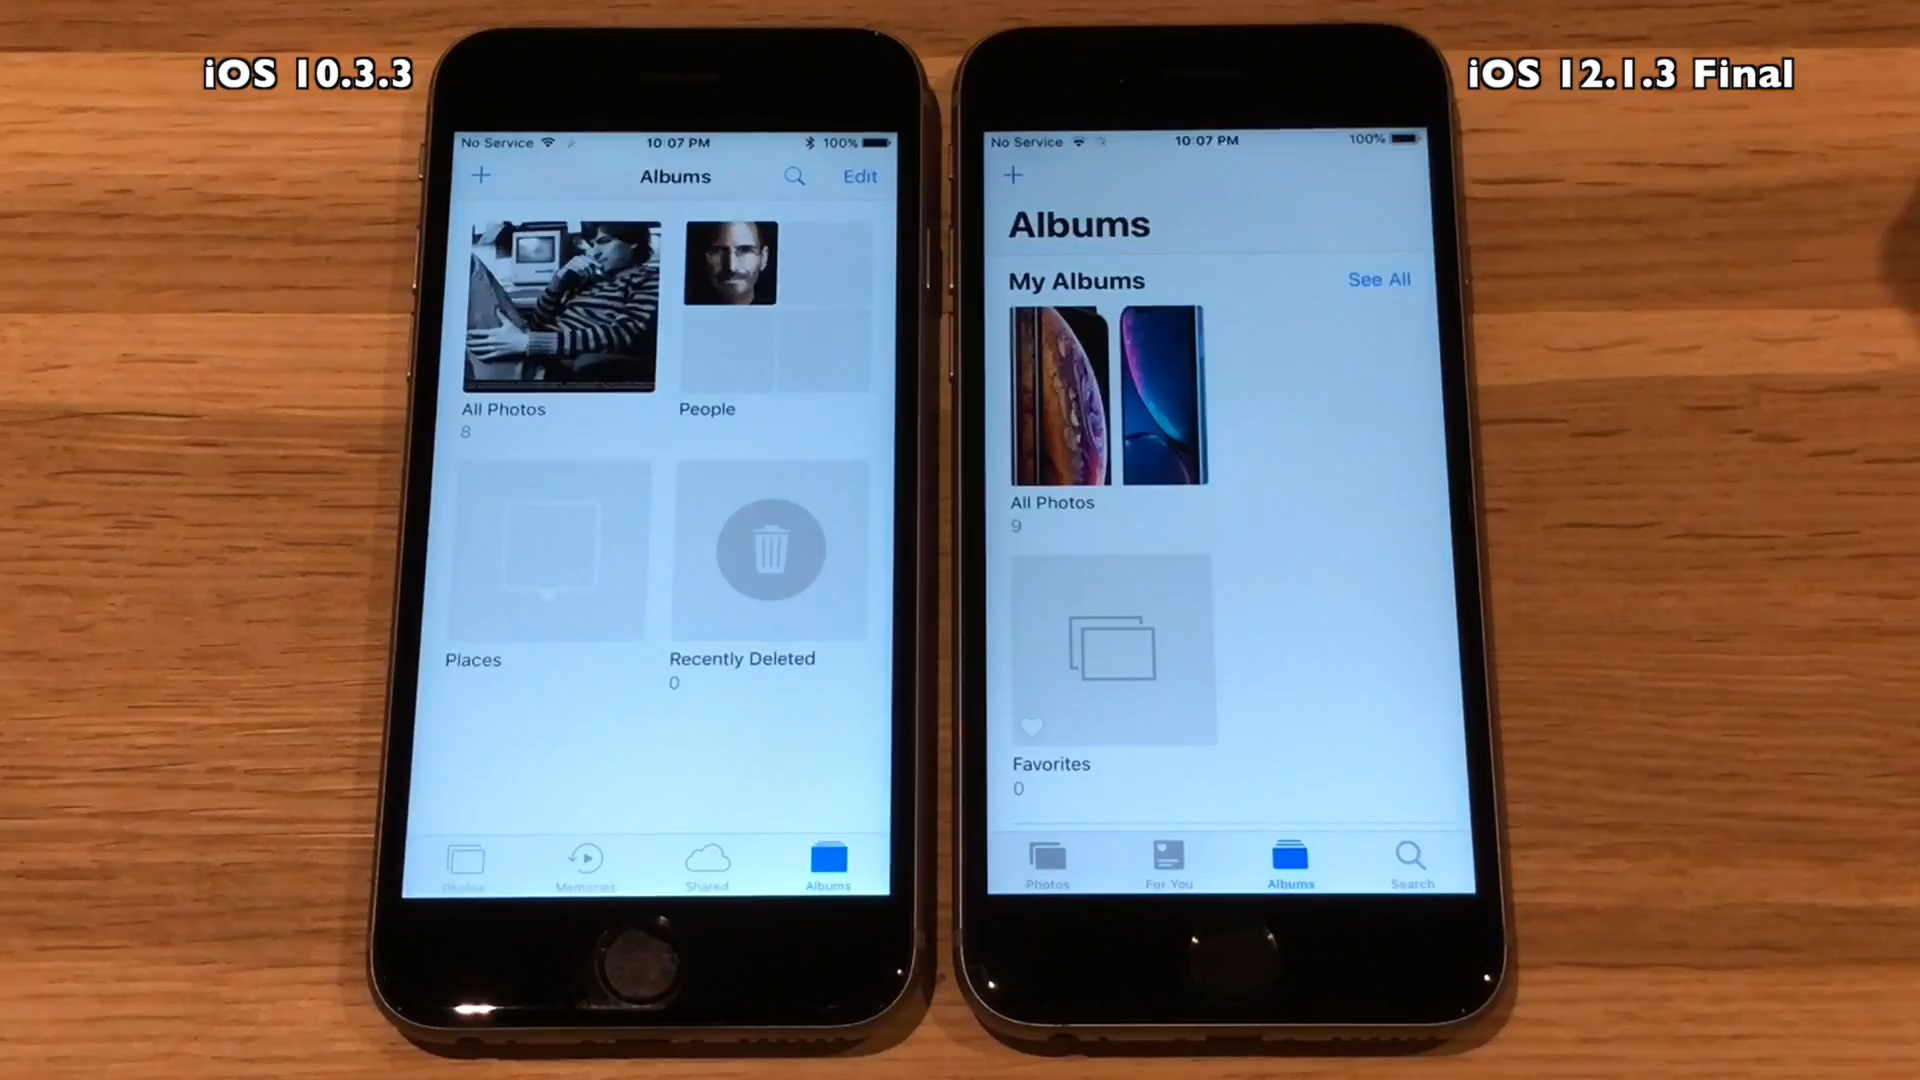 iOS 10.3.3
iOS 12.1.3 Final
No Service 10:07 PM 100%
Albums Edit
All Photos
8
People
Places
Recently Deleted
0
Photos Memories Shared Albums
No Service 10:07 PM 100%
Albums
My Albums See All
All Photos
9
Favorites
0
Photos For You Albums Search